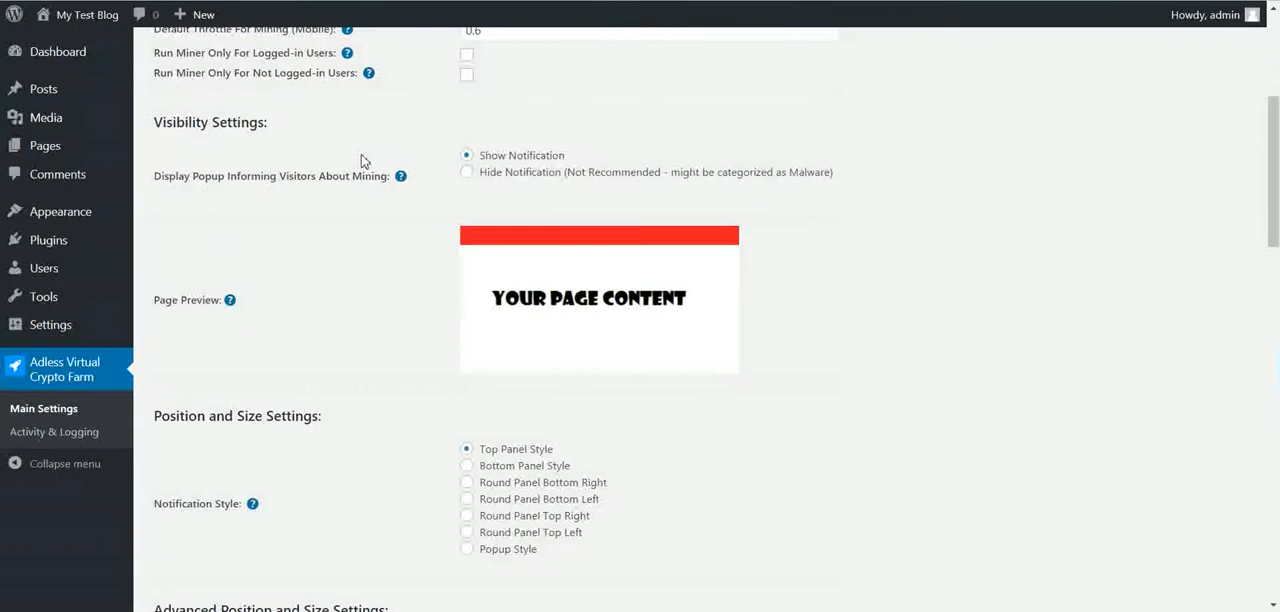 My Test Blog
0
New
Howdy, admin
Dashboard
Posts
Media
Pages
Comments
Appearance
Plugins
Users
Tools
Settings
Adless Virtual
Crypto Farm
Main Settings
Activity & Logging
Collapse menu
Default Throttle For Mining (Mobile): ?
0.6
Run Miner Only For Logged-in Users: ?
Run Miner Only For Not Logged-in Users: ?
Visibility Settings:
Display Popup Informing Visitors About Mining: ?
Show Notification
Hide Notification (Not Recommended - might be categorized as Malware)
Page Preview: ?
YOUR PAGE CONTENT
Position and Size Settings:
Notification Style: ?
Top Panel Style
Bottom Panel Style
Round Panel Bottom Right
Round Panel Bottom Left
Round Panel Top Right
Round Panel Top Left
Popup Style
Advanced Position and Size Settings: